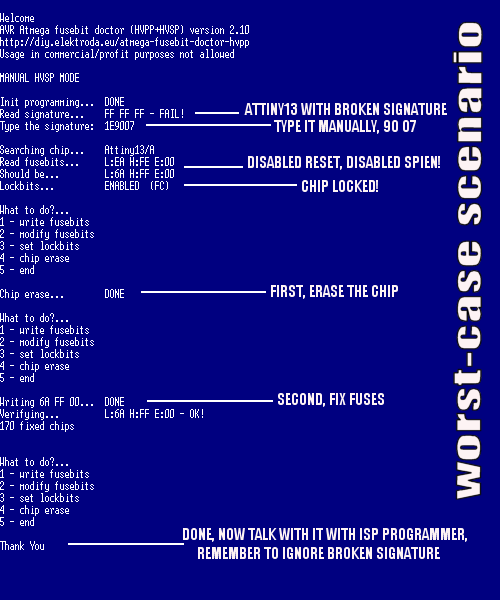 Welcome
AVR Atmega fusebit doctor (HVPP+HVSP) version 2.10
http://diy.elektroda.eu/atmega-fusebit-doctor-hvpp
Usage in commercial/profit purposes not allowed
MANUAL HVSP MODE
Init programming... DONE
Read signature... FF FF FF - FAIL! ATTINY13 WITH BROKEN SIGNATURE
Type the signature: 1E9007 TYPE IT MANUALLY, 90 07
Searching chip... Attiny13/A
Read fusebits... L:EA H:FE E:00 DISABLED RESET, DISABLED SPIEN!
Should be... L:6A H:FF E:00
Lockbits... ENABLED (FC) CHIP LOCKED!
What to do?...
1 - write fusebits
2 - modify fusebits
3 - set lockbits
4 - chip erase
5 - end
Chip erase... DONE FIRST, ERASE THE CHIP
What to do?...
1 - write fusebits
2 - modify fusebits
3 - set lockbits
4 - chip erase
5 - end
Writing 6A FF 00... DONE SECOND, FIX FUSES
Verifying... L:6A H:FF E:00 - OK!
170 fixed chips
What to do?...
1 - write fusebits
2 - modify fusebits
3 - set lockbits
4 - chip erase
5 - end
Thank You
DONE, NOW TALK WITH IT WITH ISP PROGRAMMER,
REMEMBER TO IGNORE BROKEN SIGNATURE
Worst-case scenario